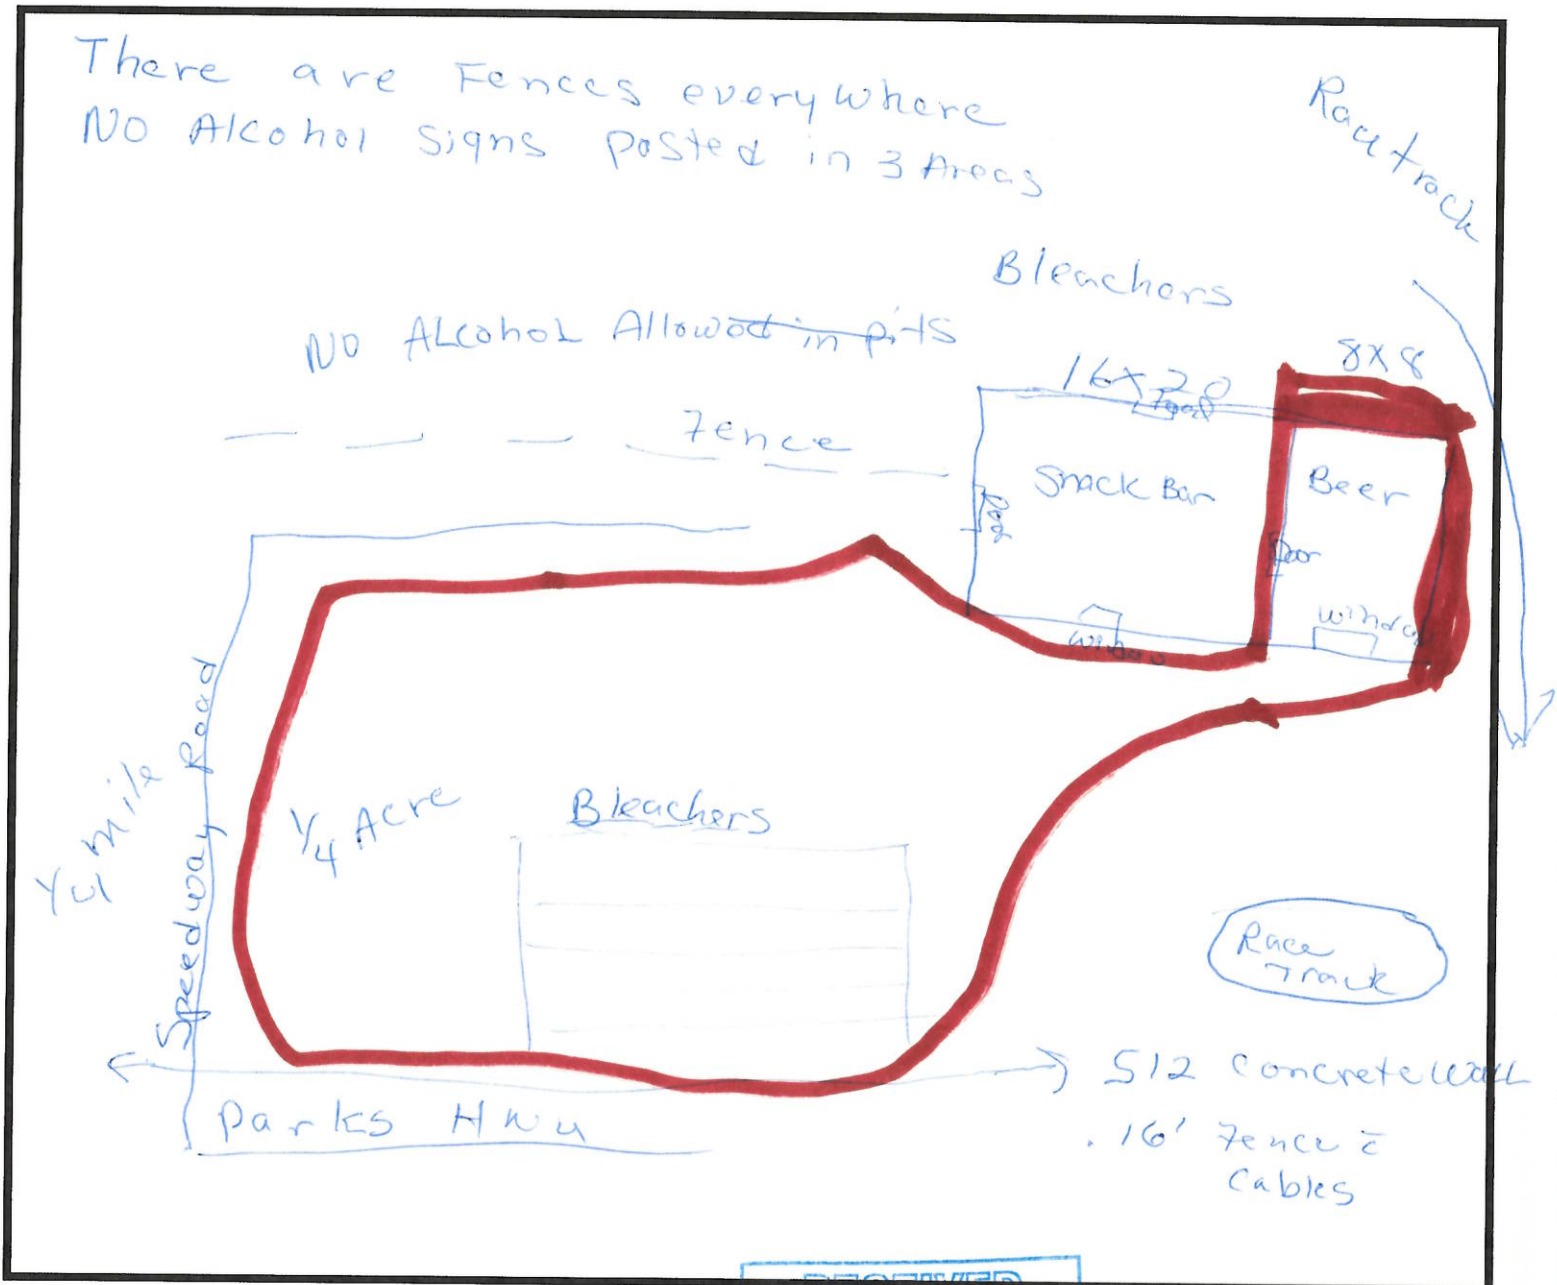 There are Fences everywhere
NO Alcohol Signs posted in 3 Areas
Racetrack
Bleachers
NO ALcohol Allowed in pits
16x20
8x8
Fence
Snack Bar
Beer
Door
Door
window
window
Speedway Road
1/4 mile
1/4 Acre
Bleachers
Race
Track
512 concrete wall
16' Fence c̄
Cables
Parks Hwy
RECEIVED